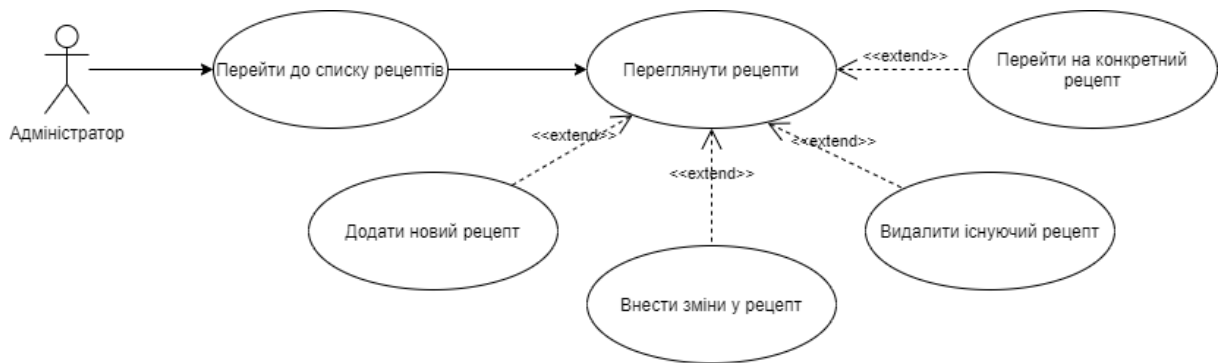 Адміністратор
Перейти до списку рецептів
Переглянути рецепти
<<extend>>
Перейти на конкретний
рецепт
<<extend>>
<<extend>>
<<extend>>
Додати новий рецепт
Внести зміни у рецепт
Видалити існуючий рецепт